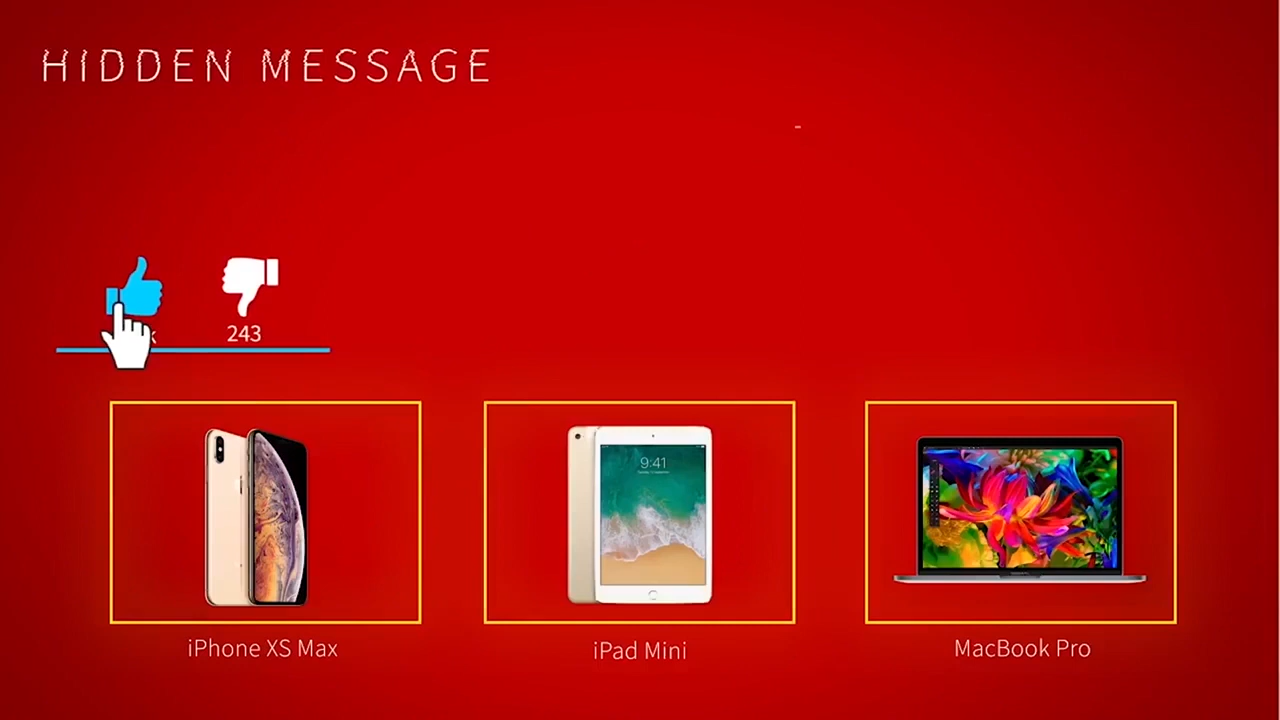 HIDDEN MESSAGE
243
9:41
iPhone XS Max
iPad Mini
MacBook Pro